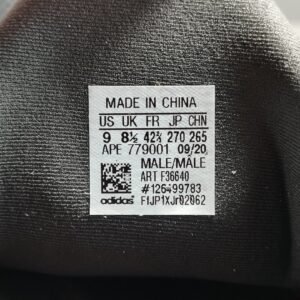 MADE IN CHINA
US UK FR JP CHN
9 8½ 42⅔ 270 265
APE 779001 09/20
MALE/MÂLE
ART F36640
#126499783
adidas F1JP1XJr02062